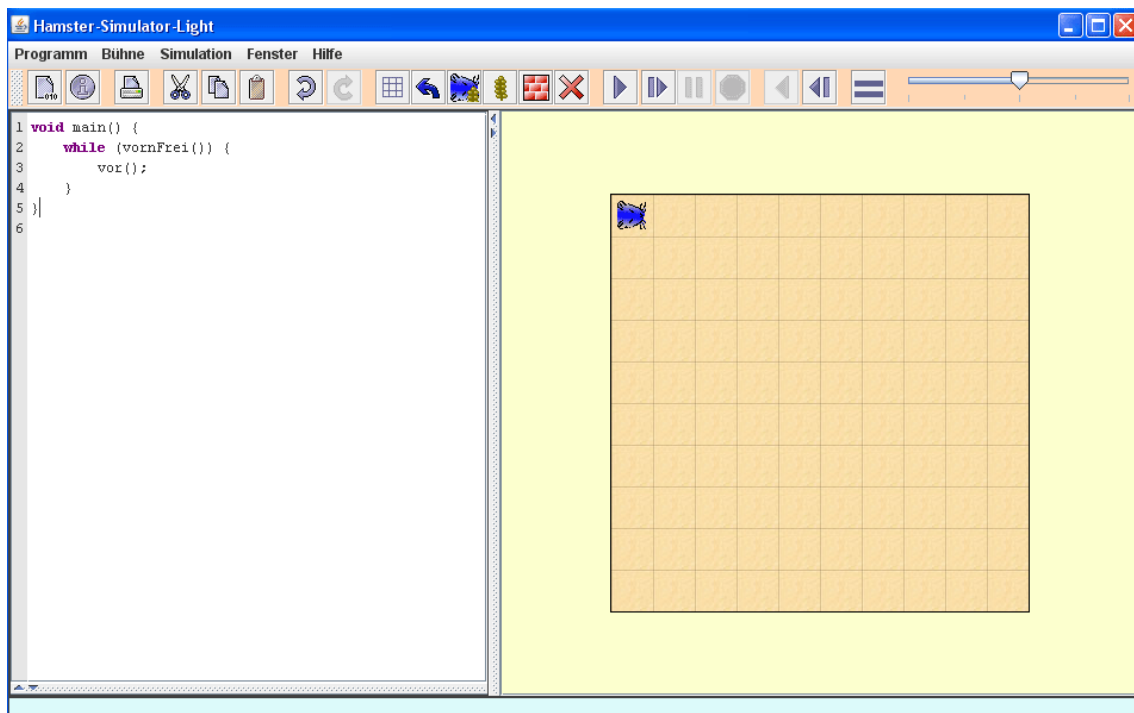 Hamster-Simulator-Light
Programm Bühne Simulation Fenster Hilfe
1 void main() {
2     while (vornFrei()) {
3         vor();
4     }
5 }
6